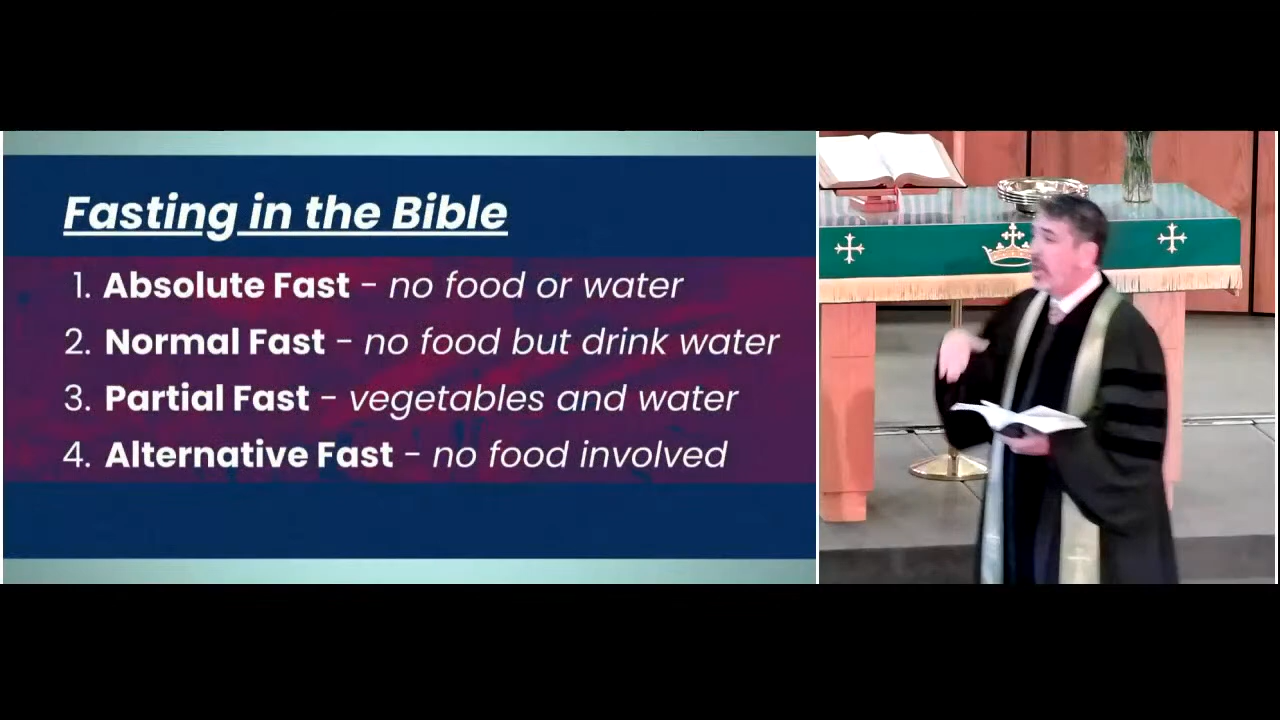 Fasting in the Bible
1. Absolute Fast - no food or water
2. Normal Fast - no food but drink water
3. Partial Fast - vegetables and water
4. Alternative Fast - no food involved